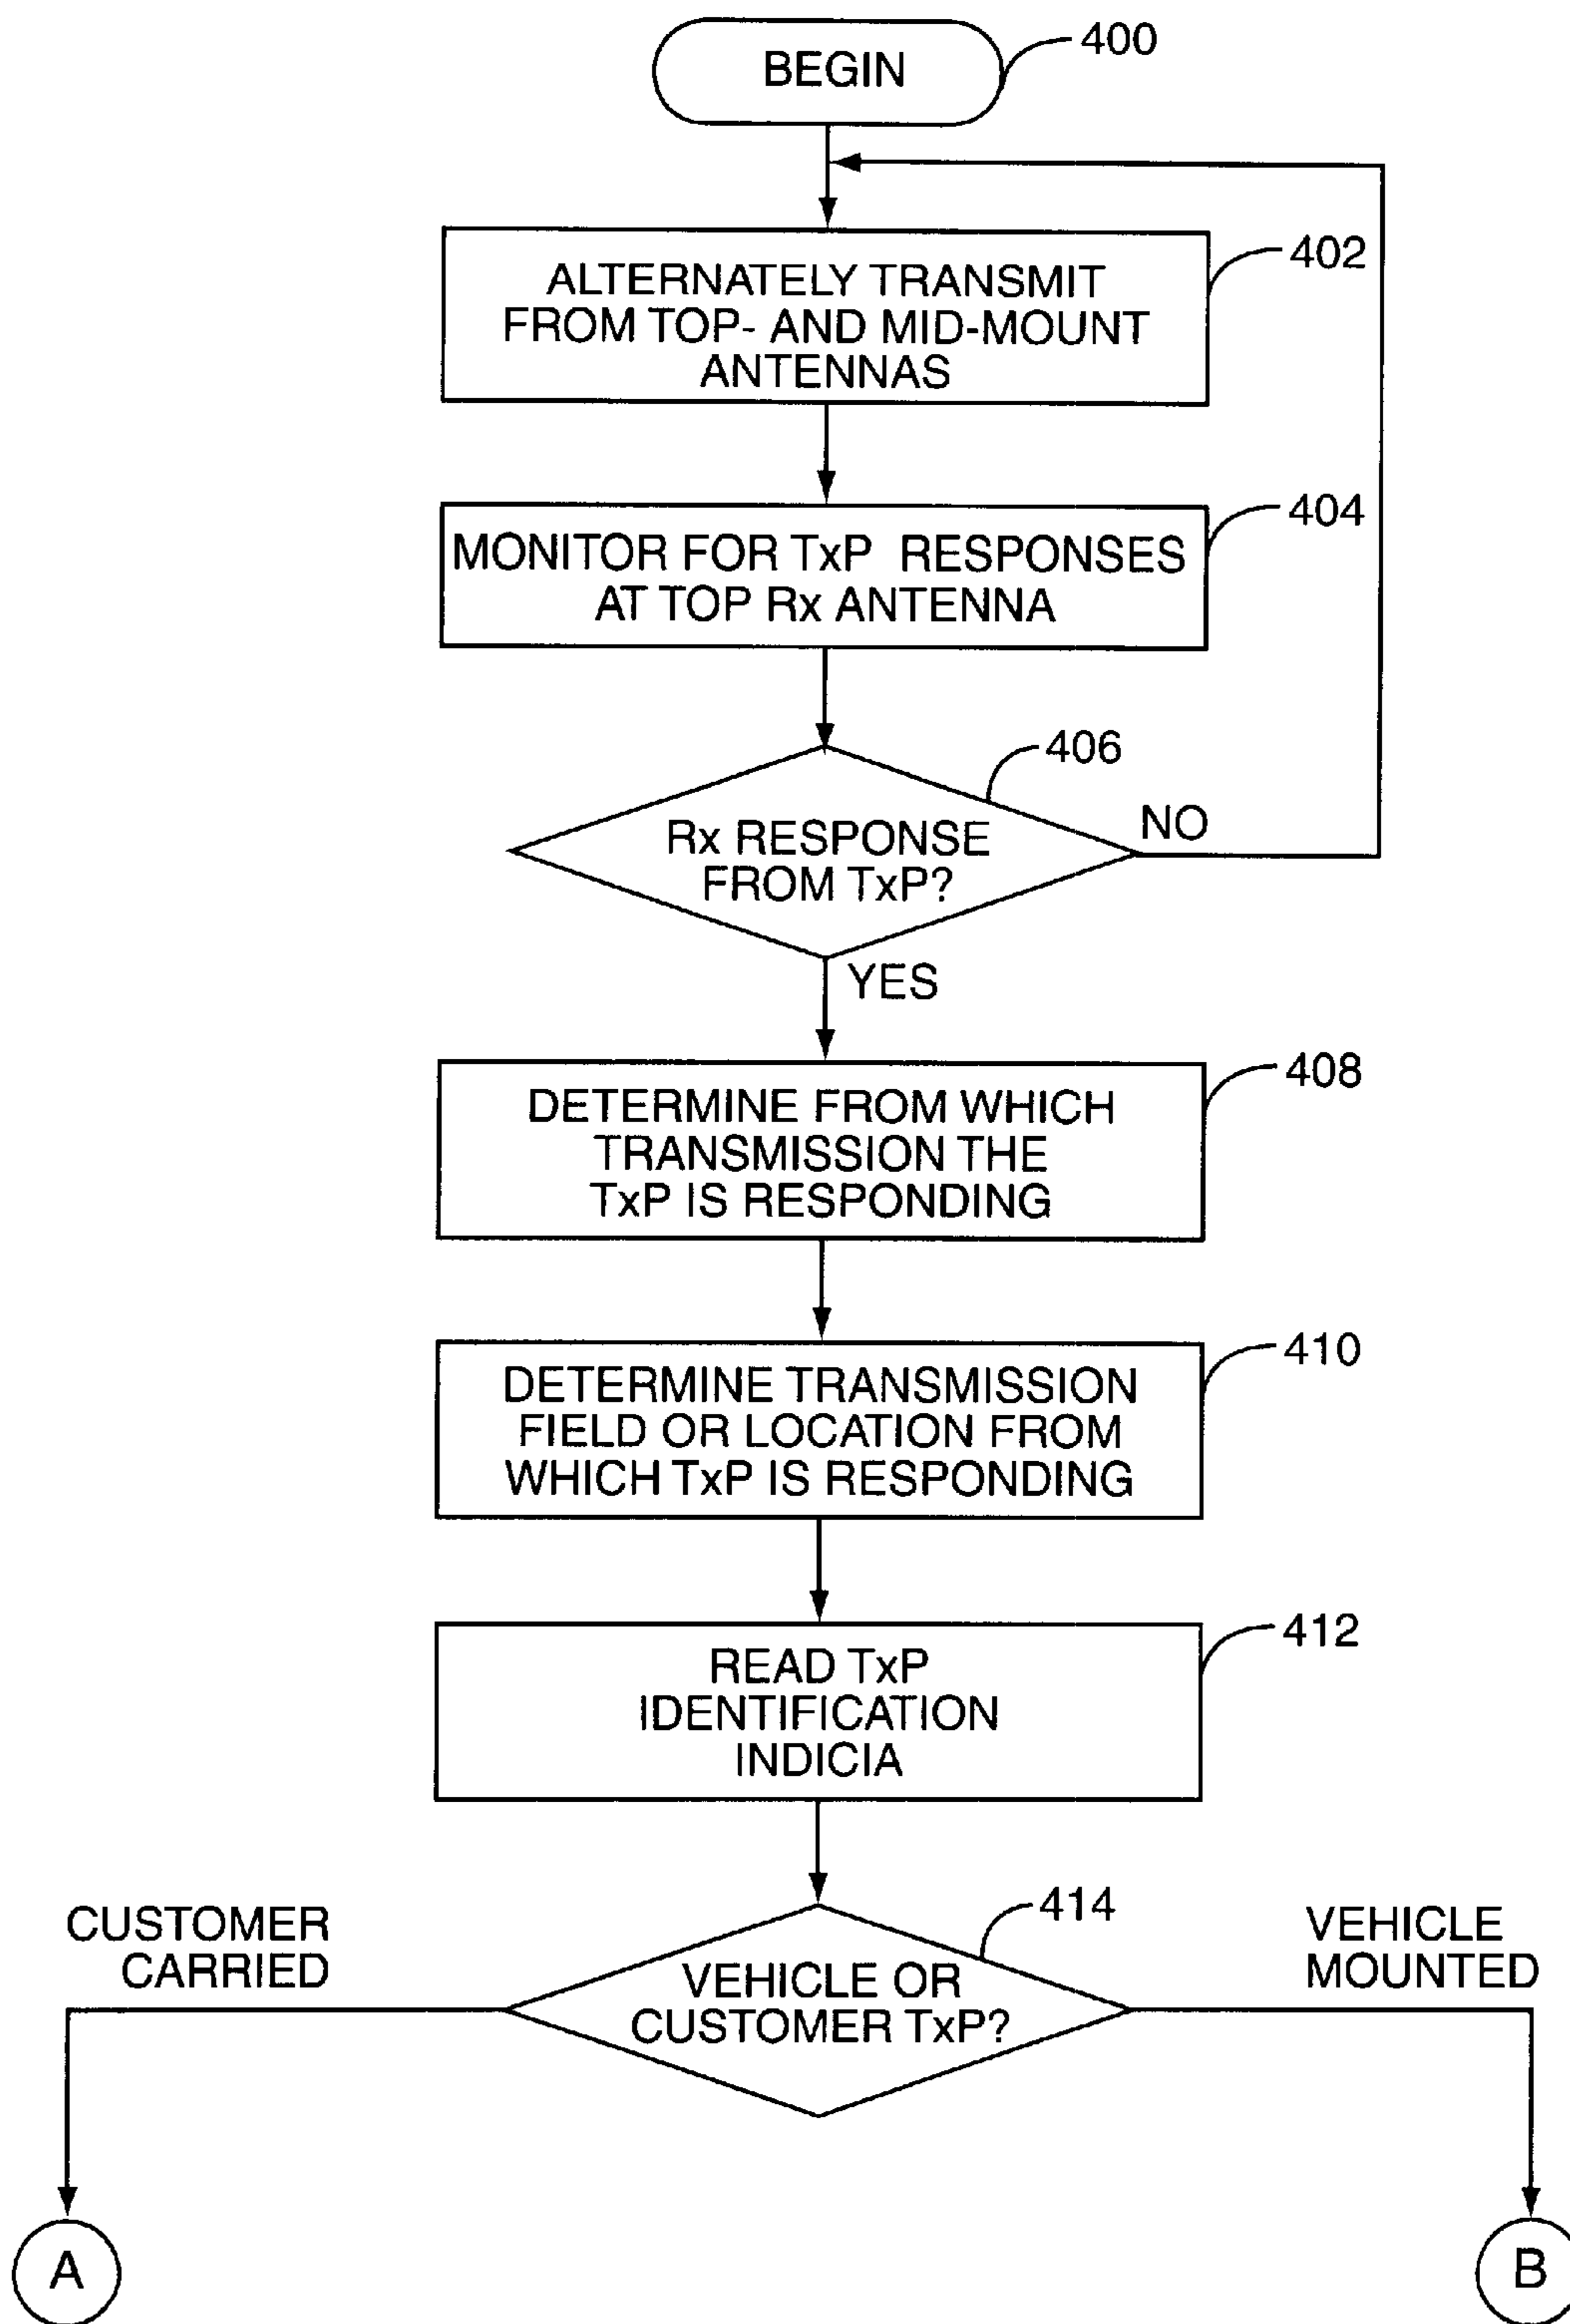 BEGIN
400
ALTERNATELY TRANSMIT
FROM TOP- AND MID-MOUNT
ANTENNAS
402
MONITOR FOR TxP RESPONSES
AT TOP Rx ANTENNA
404
406
Rx RESPONSE
FROM TxP?
NO
YES
DETERMINE FROM WHICH
TRANSMISSION THE
TxP IS RESPONDING
408
DETERMINE TRANSMISSION
FIELD OR LOCATION FROM
WHICH TxP IS RESPONDING
410
READ TxP
IDENTIFICATION
INDICIA
412
414
CUSTOMER
CARRIED
VEHICLE OR
CUSTOMER TxP?
VEHICLE
MOUNTED
A
B